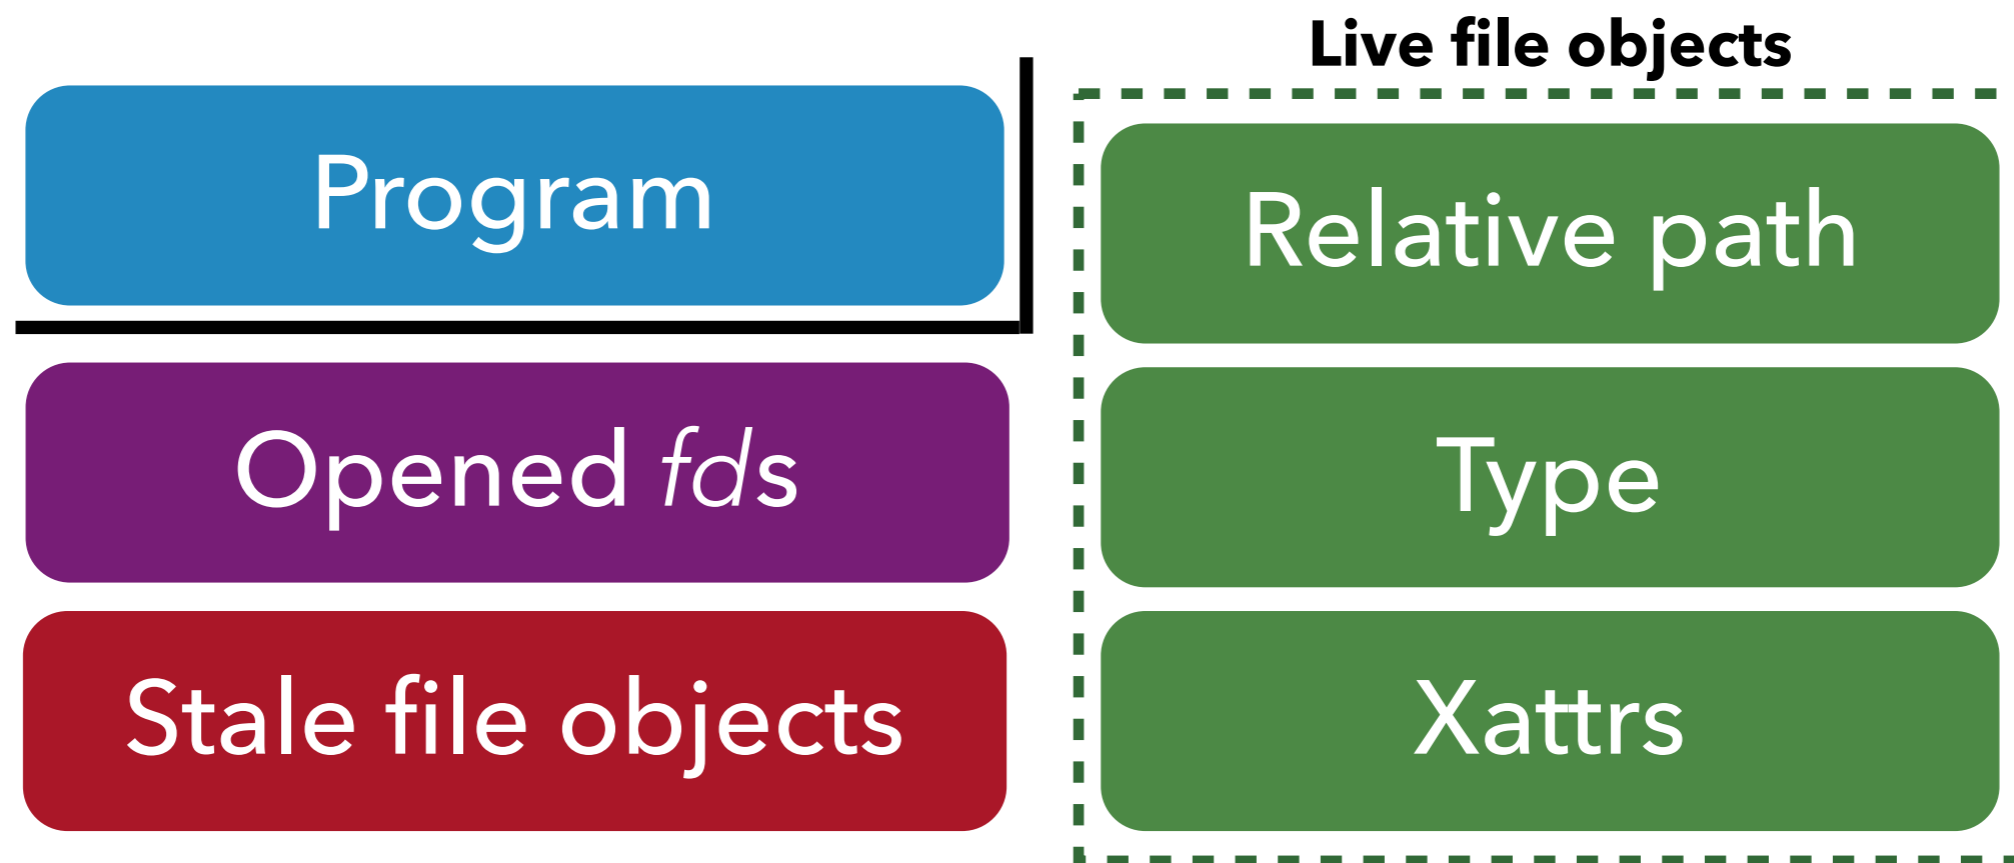 Live file objects
Program
Opened fds
Stale file objects
Relative path
Type
Xattrs